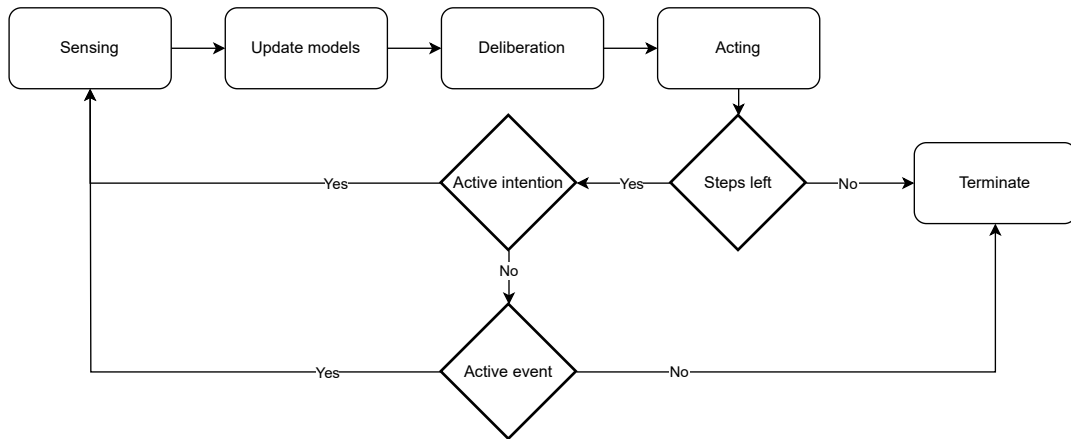 Sensing
Update models
Deliberation
Acting
Active intention
Yes
Yes
Steps left
No
Terminate
No
Yes
Active event
No